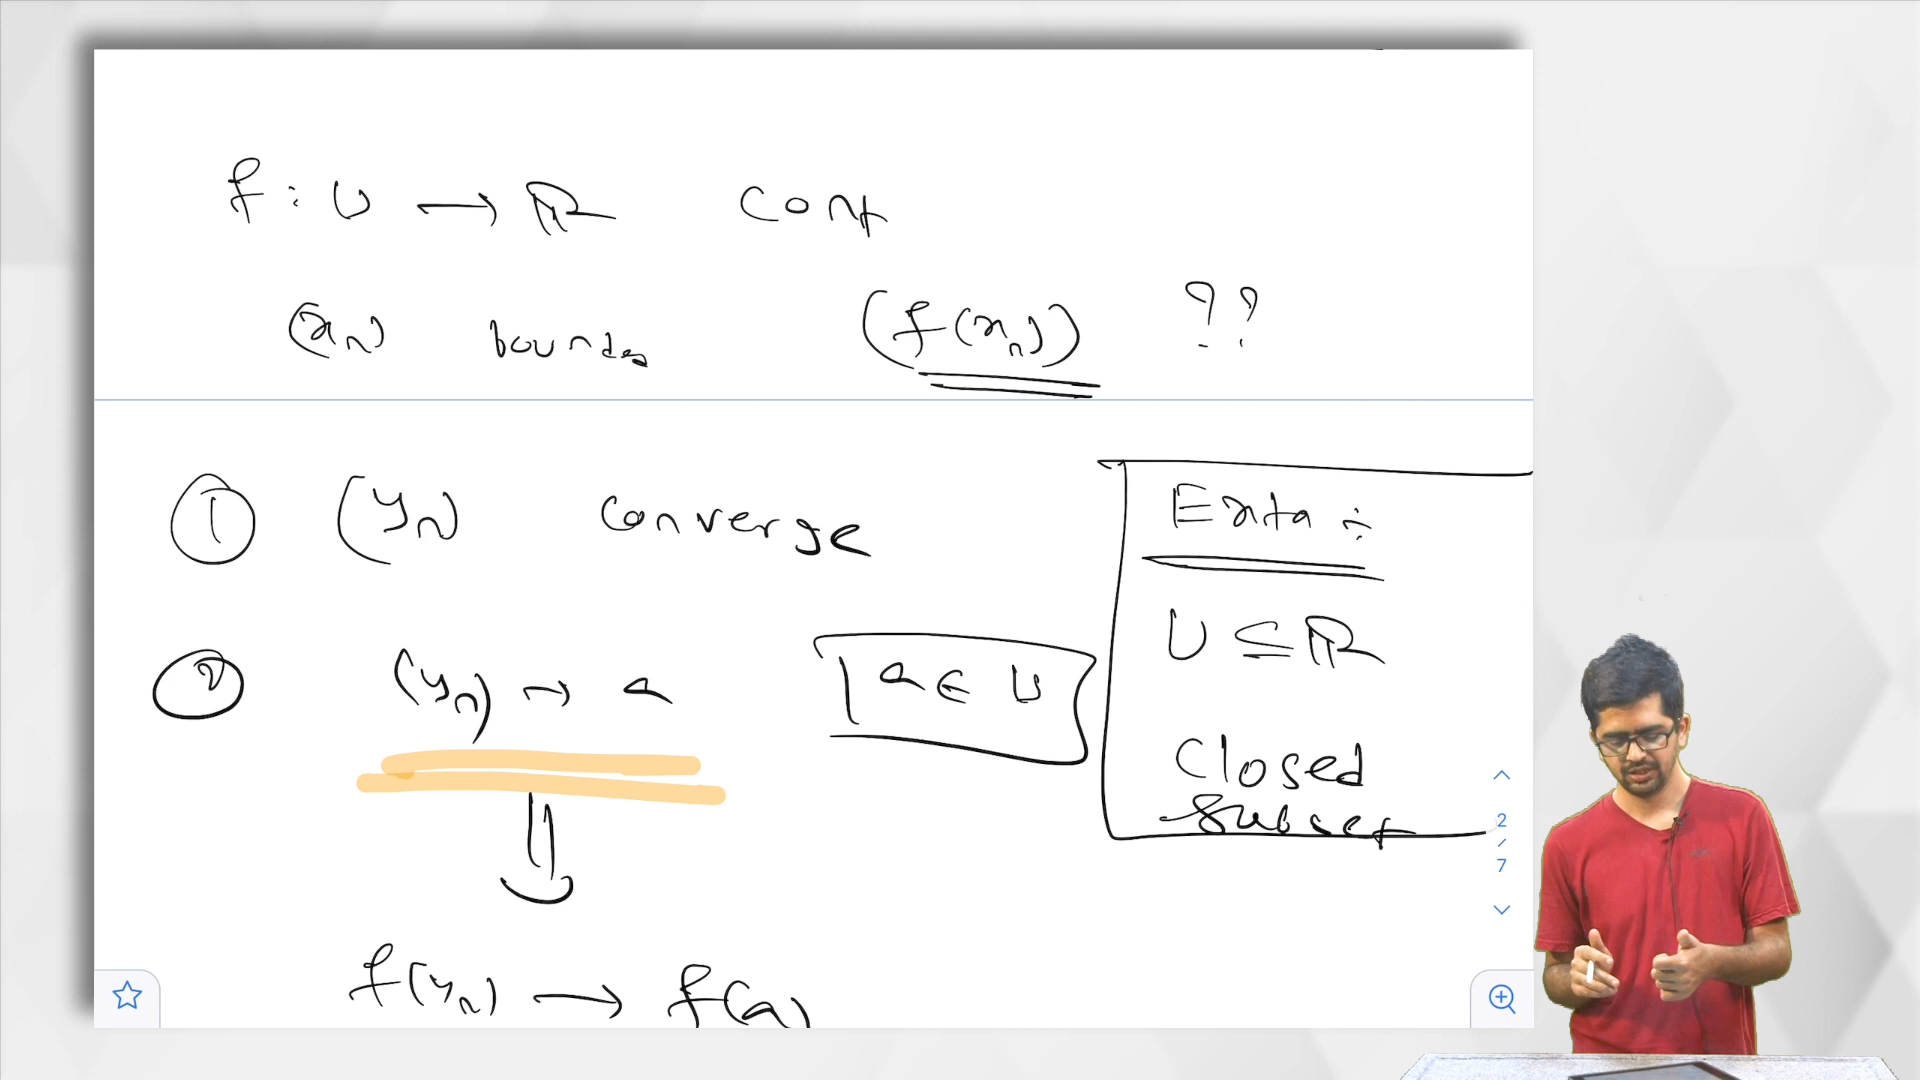 f : U → ℝ cont
(xₙ) bounded (f(xₙ)) ??
① (yₙ) converge
② (yₙ) → a a ∈ U
f(yₙ) → f(a)
Extra :
U ⊆ ℝ
Closed
subset
2
/
7